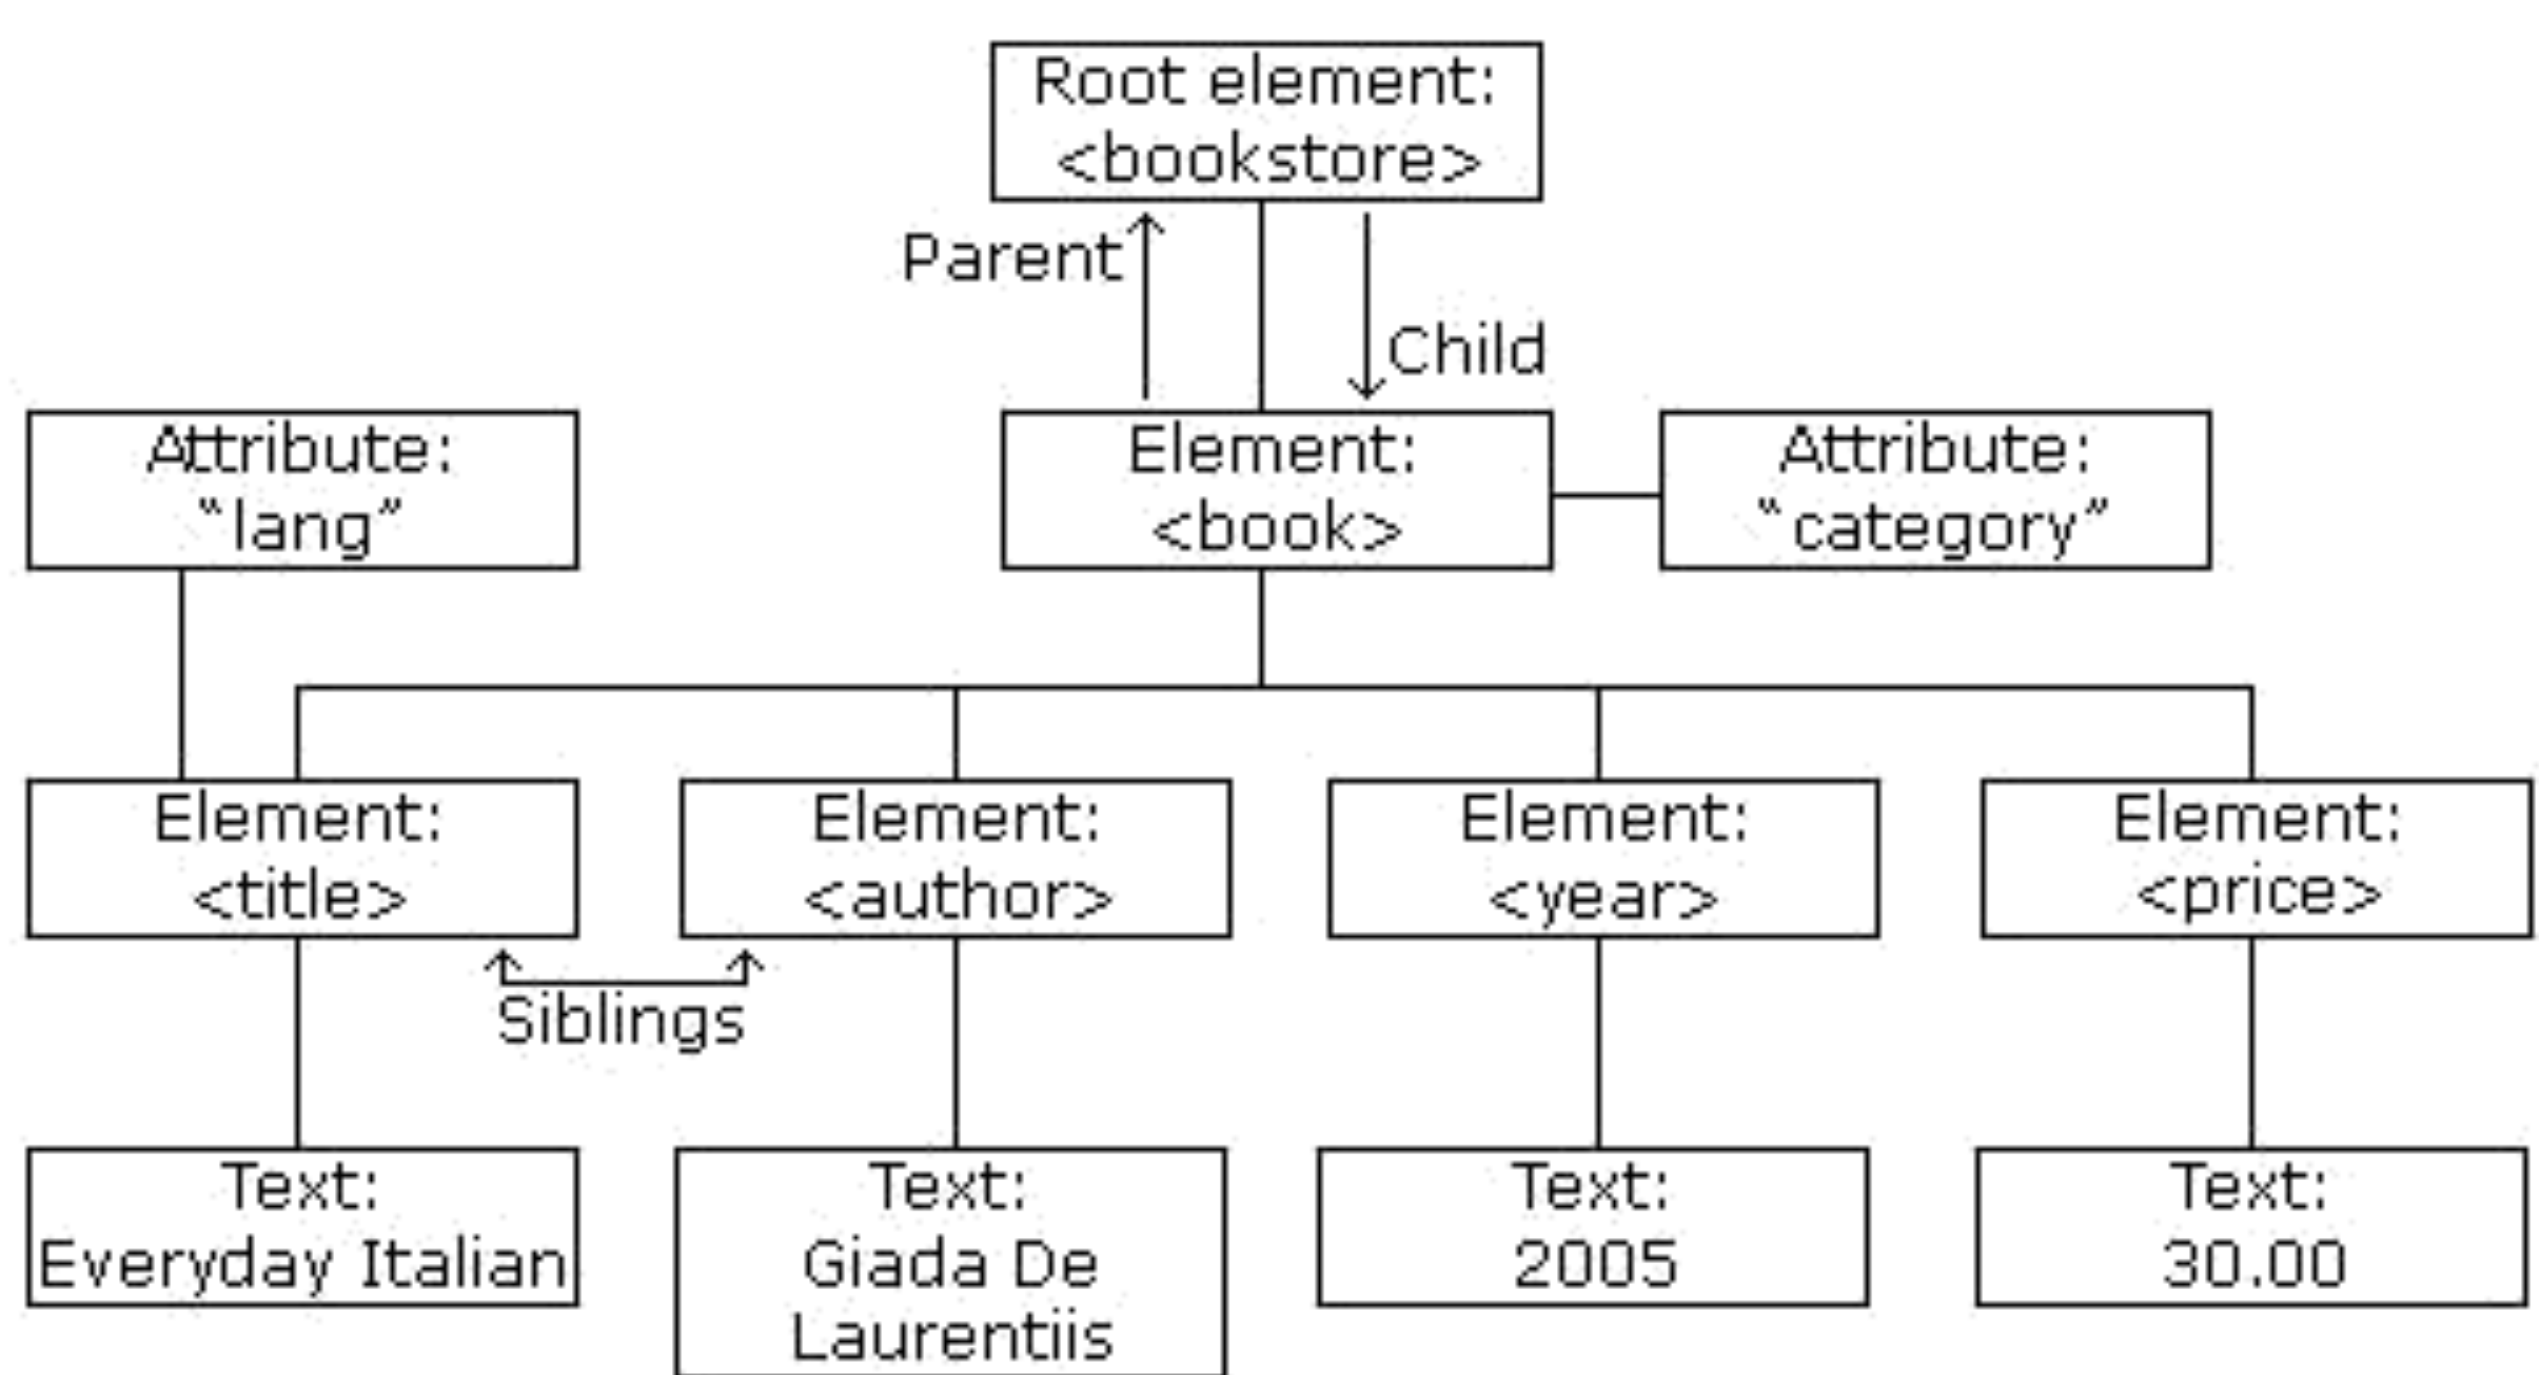 Root element:
<bookstore>
Parent
Child
Attribute:
“lang”
Element:
<book>
Attribute:
“category”
Element:
<title>
Element:
<author>
Element:
<year>
Element:
<price>
Siblings
Text:
Everyday Italian
Text:
Giada De
Laurentiis
Text:
2005
Text:
30.00